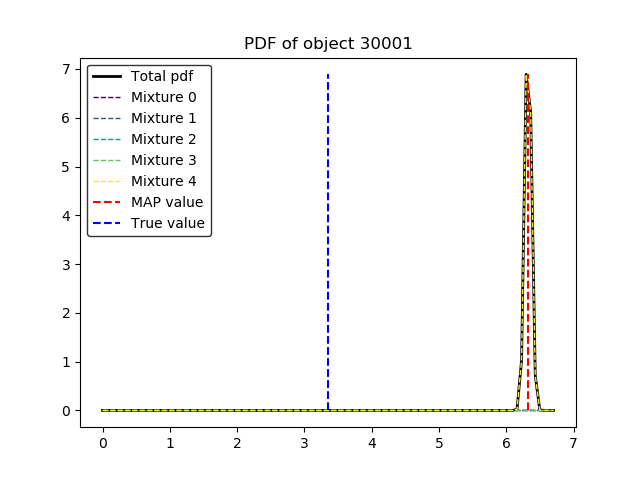 PDF of object 30001
Total pdf
Mixture 0
Mixture 1
Mixture 2
Mixture 3
Mixture 4
MAP value
True value
7
6
5
4
3
2
1
0
0 1 2 3 4 5 6 7